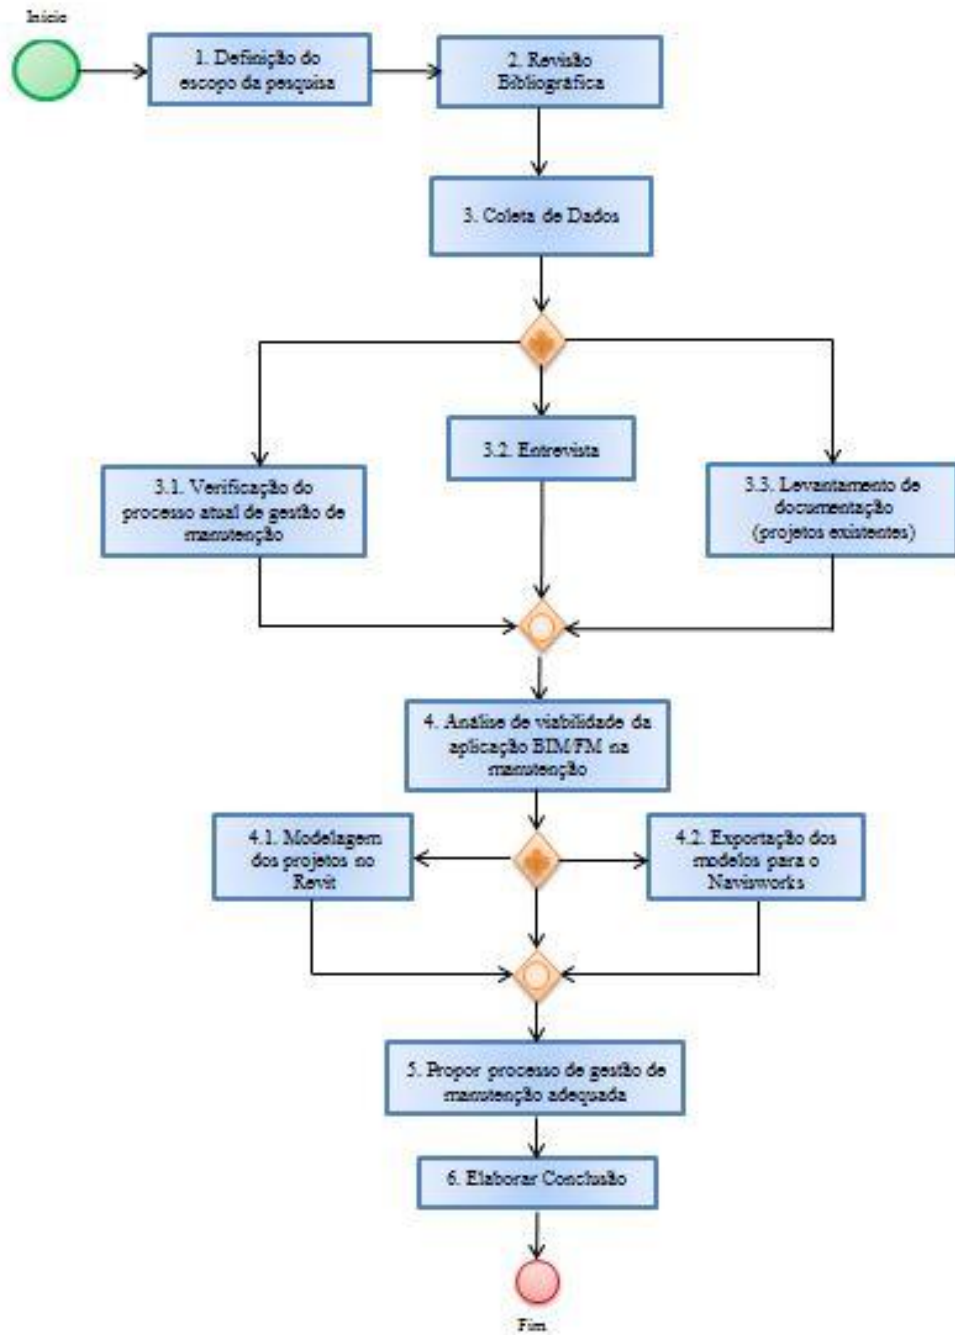 Início
1. Definição do
escopo da pesquisa
2. Revisão
Bibliográfica
3. Coleta de Dados
3.1. Verificação do
processo atual de gestão de
manutenção
3.2. Entrevista
3.3. Levantamento de
documentação
(projetos existentes)
4. Análise de viabilidade da
aplicação BIM/FM na
manutenção
4.1. Modelagem
dos projetos no
Revit
4.2. Exportação dos
modelos para o
Navisworks
5. Propor processo de gestão de
manutenção adequada
6. Elaborar Conclusão
Fim